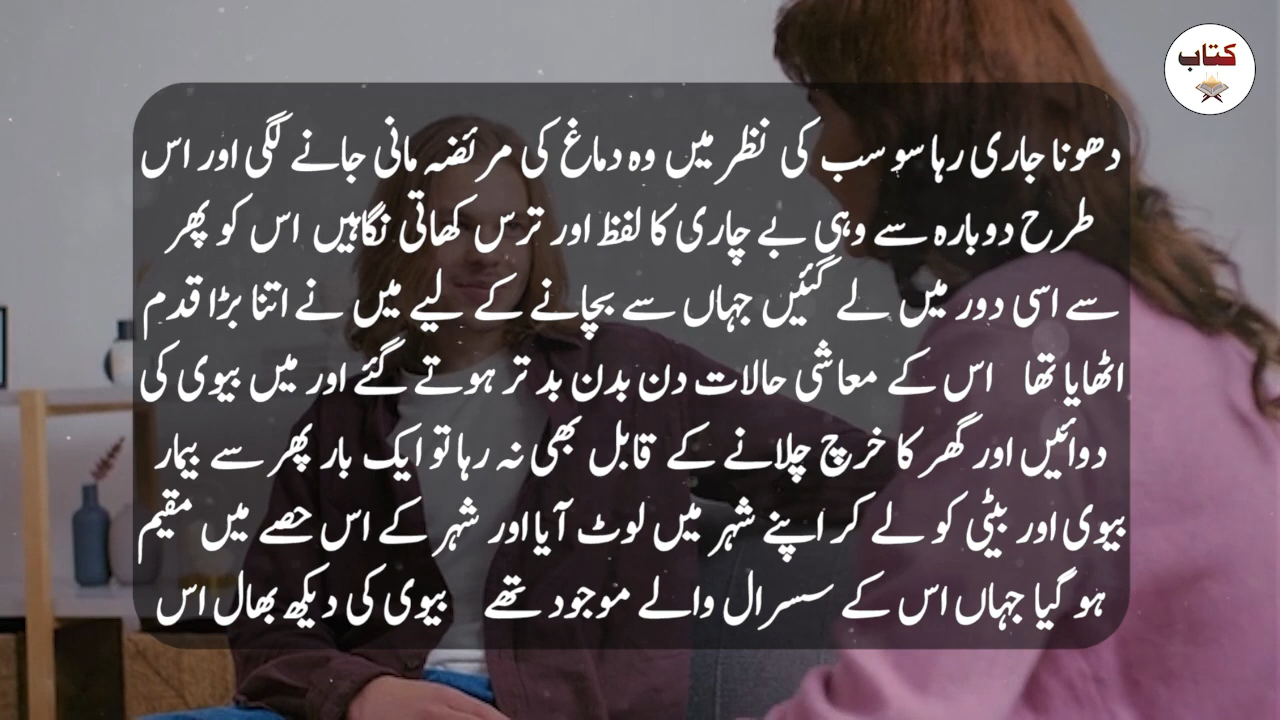 کتاب
دھونا جاری رہا سو سب کی نظر میں وہ دماغ کی مرئضہ مانی جانے لگی اور اس
طرح دوبارہ سے وہی بے چاری کا لفظ اور ترس کھاتی نگاہیں اس کو پھر
سے اسی دور میں لے گئیں جہاں سے بچانے کے لیے میں نے اتنا بڑا قدم
اٹھایا تھا اس کے معاشی حالات دن بدن بد تر ہوتے گئے اور میں بیوی کی
دوائیں اور گھر کا خرچ چلانے کے قابل بھی نہ رہا تو ایک بار پھر سے بیمار
بیوی اور بیٹی کو لے کر اپنے شہر میں لوٹ آیا اور شہر کے اس حصے میں مقیم
ہو گیا جہاں اس کے سسرال والے موجود تھے بیوی کی دیکھ بھال اس